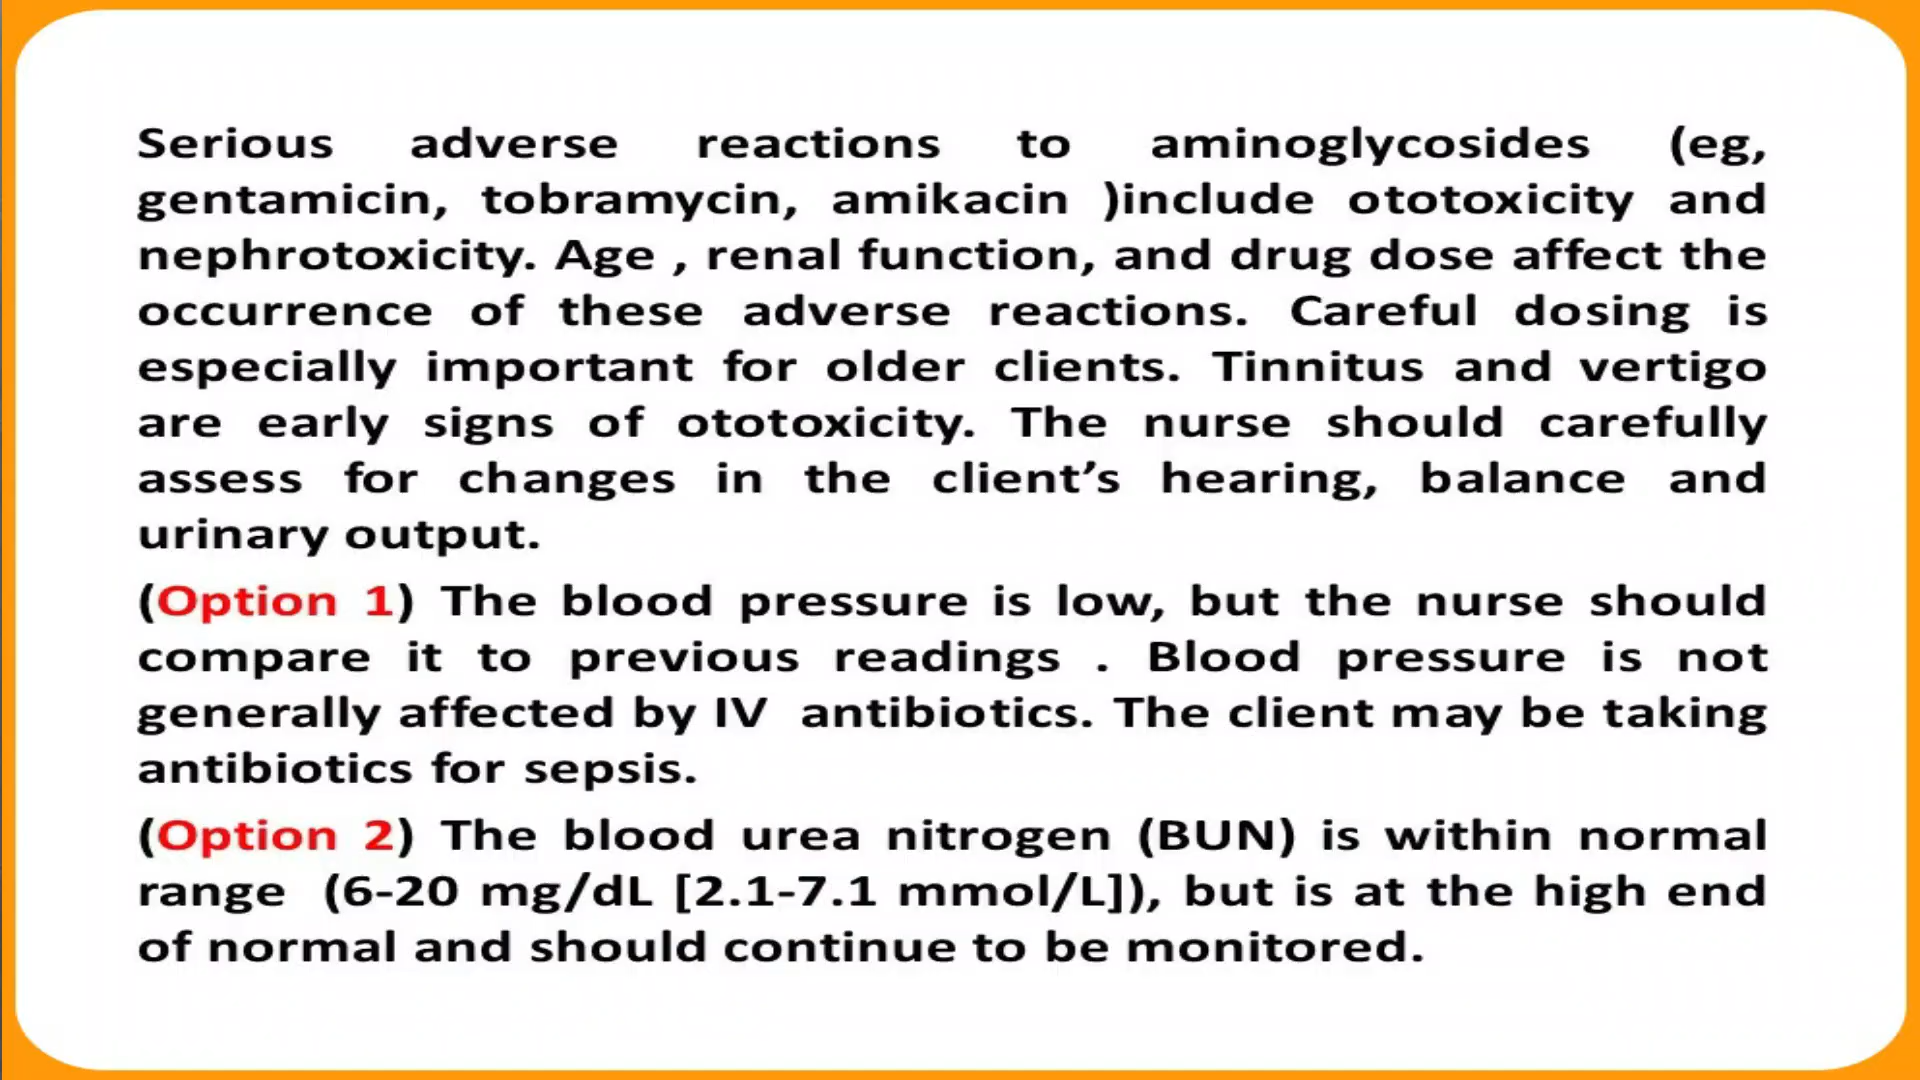 Serious adverse reactions to aminoglycosides (eg,
gentamicin, tobramycin, amikacin )include ototoxicity and
nephrotoxicity. Age , renal function, and drug dose affect the
occurrence of these adverse reactions. Careful dosing is
especially important for older clients. Tinnitus and vertigo
are early signs of ototoxicity. The nurse should carefully
assess for changes in the client’s hearing, balance and
urinary output.
(Option 1) The blood pressure is low, but the nurse should
compare it to previous readings . Blood pressure is not
generally affected by IV antibiotics. The client may be taking
antibiotics for sepsis.
(Option 2) The blood urea nitrogen (BUN) is within normal
range (6-20 mg/dL [2.1-7.1 mmol/L]), but is at the high end
of normal and should continue to be monitored.